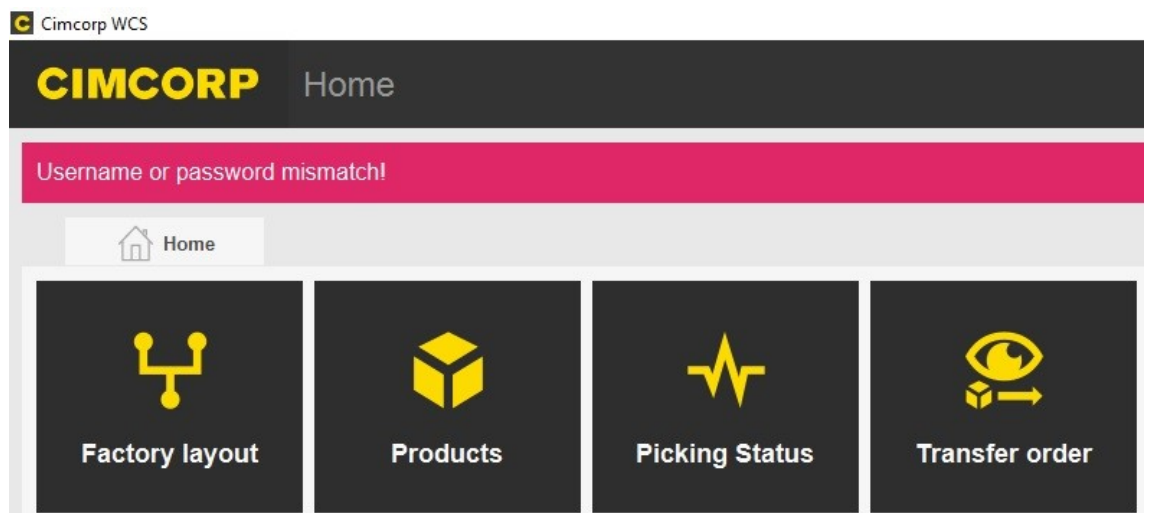 Cimcorp WCS
CIMCORP Home
Username or password mismatch!
Home
Factory layout Products Picking Status Transfer order